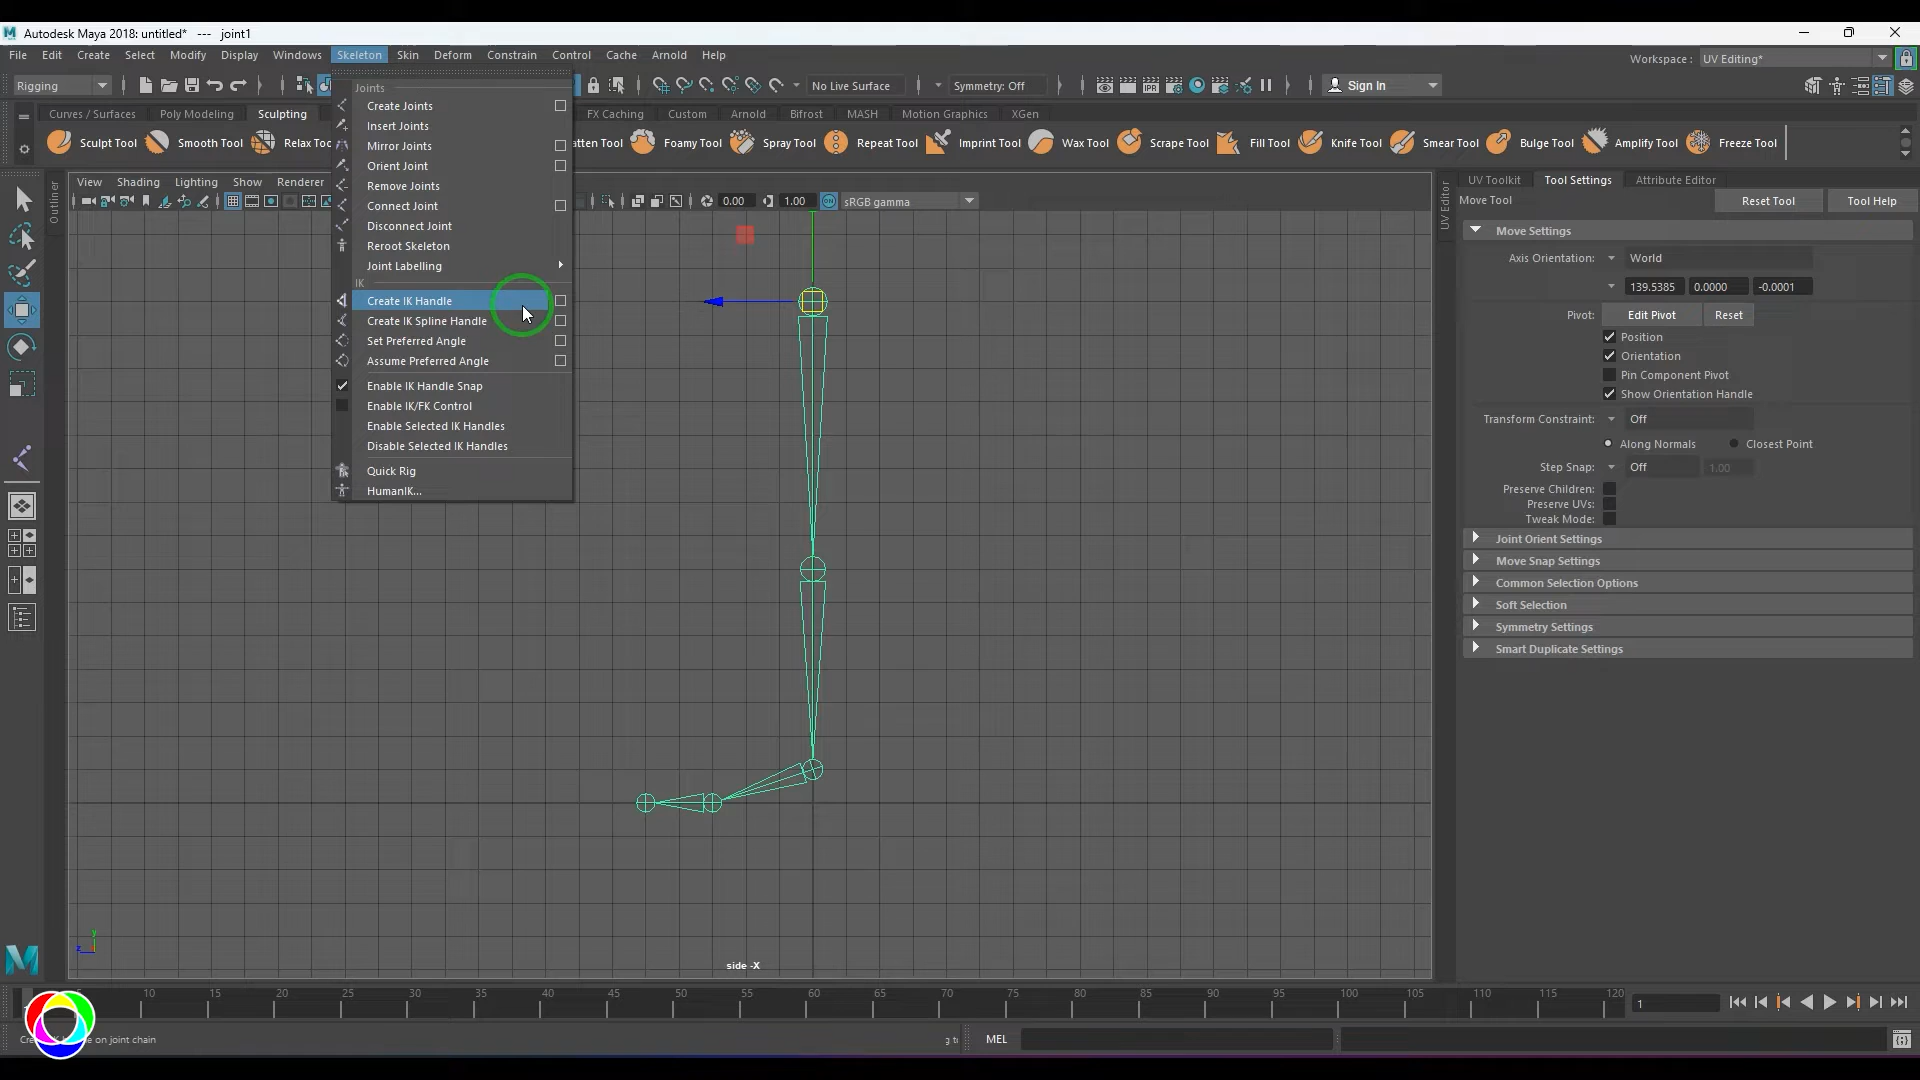 Autodesk Maya 2018: untitled* --- joint1
File Edit Create Select Modify Display Windows Skeleton Skin Deform Constrain Control Cache Arnold Help
Workspace : UV Editing*
Rigging No Live Surface Symmetry: Off Sign In
Curves / Surfaces Poly Modeling Sculpting FX Caching Custom Arnold Bifrost MASH Motion Graphics XGen
Sculpt Tool Smooth Tool Relax Too atten Tool Foamy Tool Spray Tool Repeat Tool Imprint Tool Wax Tool Scrape Tool Fill Tool Knife Tool Smear Tool Bulge Tool Amplify Tool Freeze Tool
View Shading Lighting Show Renderer
0.00 1.00 sRGB gamma
Outliner
Joints
Create Joints
Insert Joints
Mirror Joints
Orient Joint
Remove Joints
Connect Joint
Disconnect Joint
Reroot Skeleton
Joint Labelling
IK
Create IK Handle
Create IK Spline Handle
Set Preferred Angle
Assume Preferred Angle
Enable IK Handle Snap
Enable IK/FK Control
Enable Selected IK Handles
Disable Selected IK Handles
Quick Rig
HumanIK...
UV Editor
UV Toolkit Tool Settings Attribute Editor
Move Tool Reset Tool Tool Help
Move Settings
Axis Orientation: World
139.5385 0.0000 -0.0001
Pivot: Edit Pivot Reset
Position
Orientation
Pin Component Pivot
Show Orientation Handle
Transform Constraint: Off
Along Normals Closest Point
Step Snap: Off 1.00
Preserve Children:
Preserve UVs:
Tweak Mode:
Joint Orient Settings
Move Snap Settings
Common Selection Options
Soft Selection
Symmetry Settings
Smart Duplicate Settings
y
z
side -X
5 10 15 20 25 30 35 40 45 50 55 60 65 70 75 80 85 90 95 100 105 110 115 120 1
on joint chain MEL